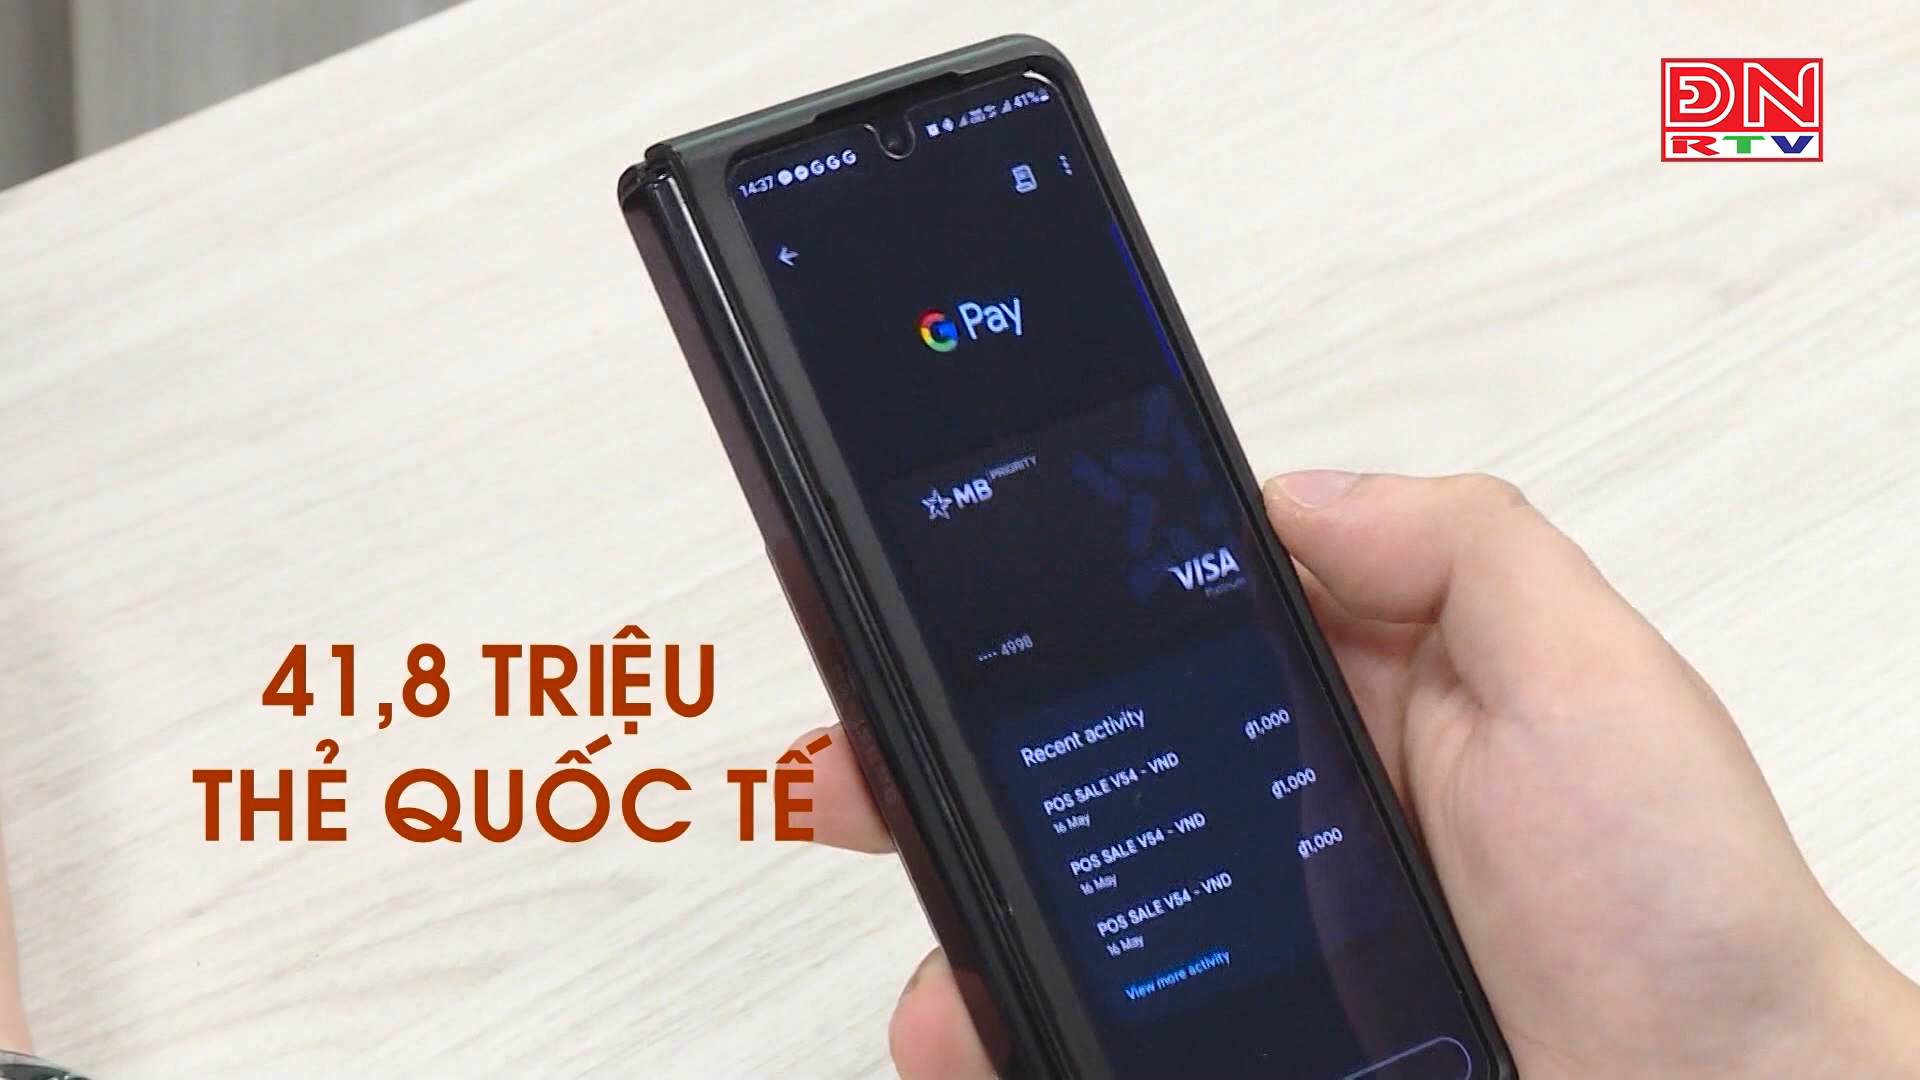 ĐN
RTV
14:37
41%
G Pay
MB PRIORITY
VISA
Platinum
•••• 4998
Recent activity
POS SALE V54 - VND
₫1,000
16 May
POS SALE V54 - VND
₫1,000
16 May
POS SALE V54 - VND
₫1,000
16 May
View more activity
41,8 TRIỆU
THẺ QUỐC TẾ